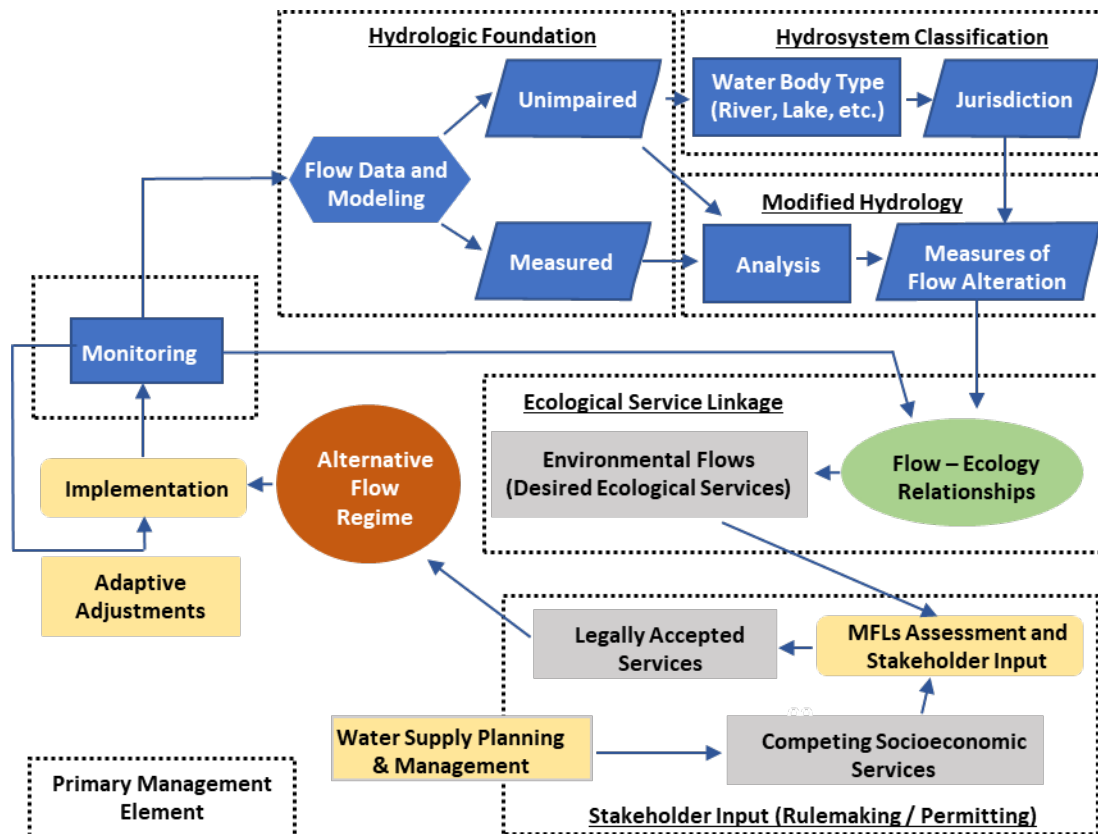 Hydrologic Foundation
Hydrosystem Classification
Unimpaired
Water Body Type
(River, Lake, etc.)
Jurisdiction
Flow Data and
Modeling
Modified Hydrology
Measured
Analysis
Measures of
Flow Alteration
Monitoring
Ecological Service Linkage
Environmental Flows
(Desired Ecological Services)
Flow – Ecology
Relationships
Alternative
Flow
Regime
Implementation
Adaptive
Adjustments
Legally Accepted
Services
MFLs Assessment and
Stakeholder Input
Water Supply Planning
& Management
Competing Socioeconomic
Services
Primary Management
Element
Stakeholder Input (Rulemaking / Permitting)